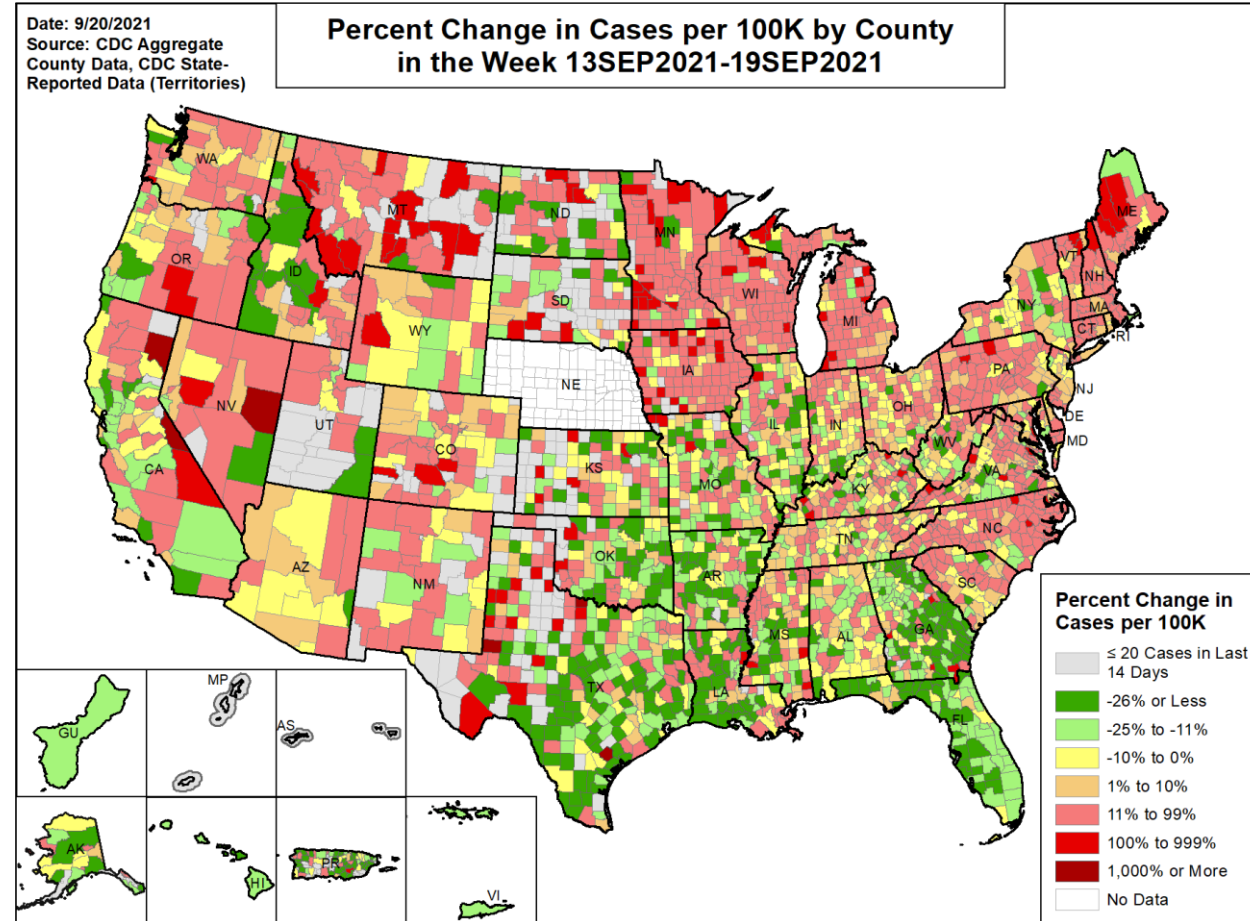 Date: 9/20/2021
Source: CDC Aggregate
County Data, CDC State-
Reported Data (Territories)
Percent Change in Cases per 100K by County
in the Week 13SEP2021-19SEP2021
WA
MT
ND
MN
ME
OR
ID
SD
WI
MI
VT
NH
NY
MA
CT
RI
WY
NE
IA
PA
NJ
NV
UT
CO
KS
IL
IN
OH
DE
MD
WV
VA
CA
MO
KY
AZ
NM
OK
AR
TN
NC
SC
TX
LA
MS
AL
GA
FL
GU
MP
AS
AK
HI
PR
VI
Percent Change in
Cases per 100K
≤ 20 Cases in Last
14 Days
-26% or Less
-25% to -11%
-10% to 0%
1% to 10%
11% to 99%
100% to 999%
1,000% or More
No Data